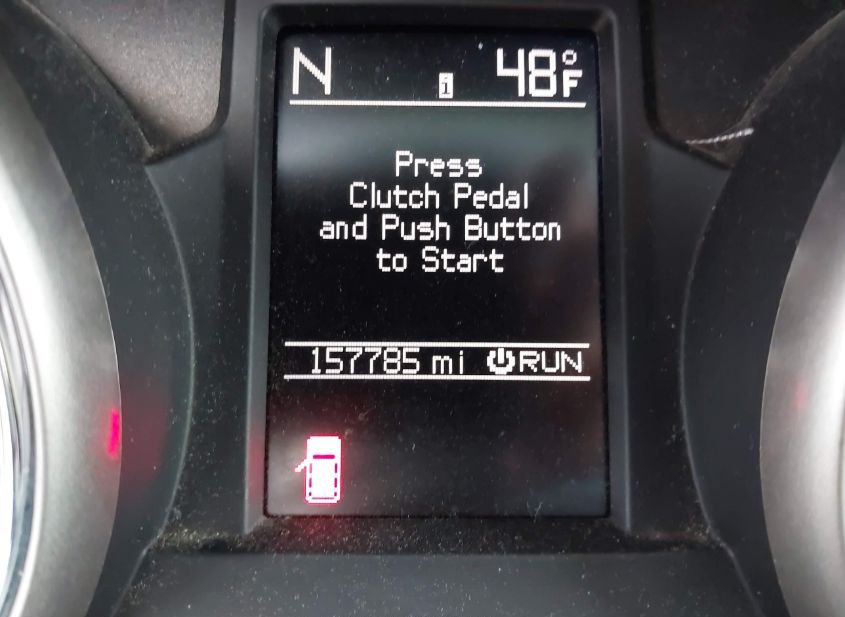 N i 48°F
Press
Clutch Pedal
and Push Button
to Start
157785 mi RUN